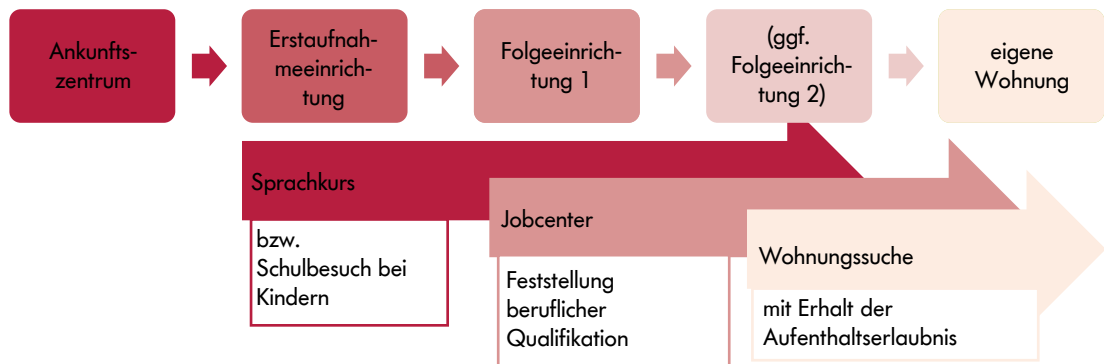 Ankunfts-
zentrum
Erstaufnah-
meeinrich-
tung
Folgeeinrich-
tung 1
(ggf.
Folgeeinrich-
tung 2)
eigene
Wohnung
Sprachkurs
bzw.
Schulbesuch bei
Kindern
Jobcenter
Feststellung
beruflicher
Qualifikation
Wohnungssuche
mit Erhalt der
Aufenthaltserlaubnis